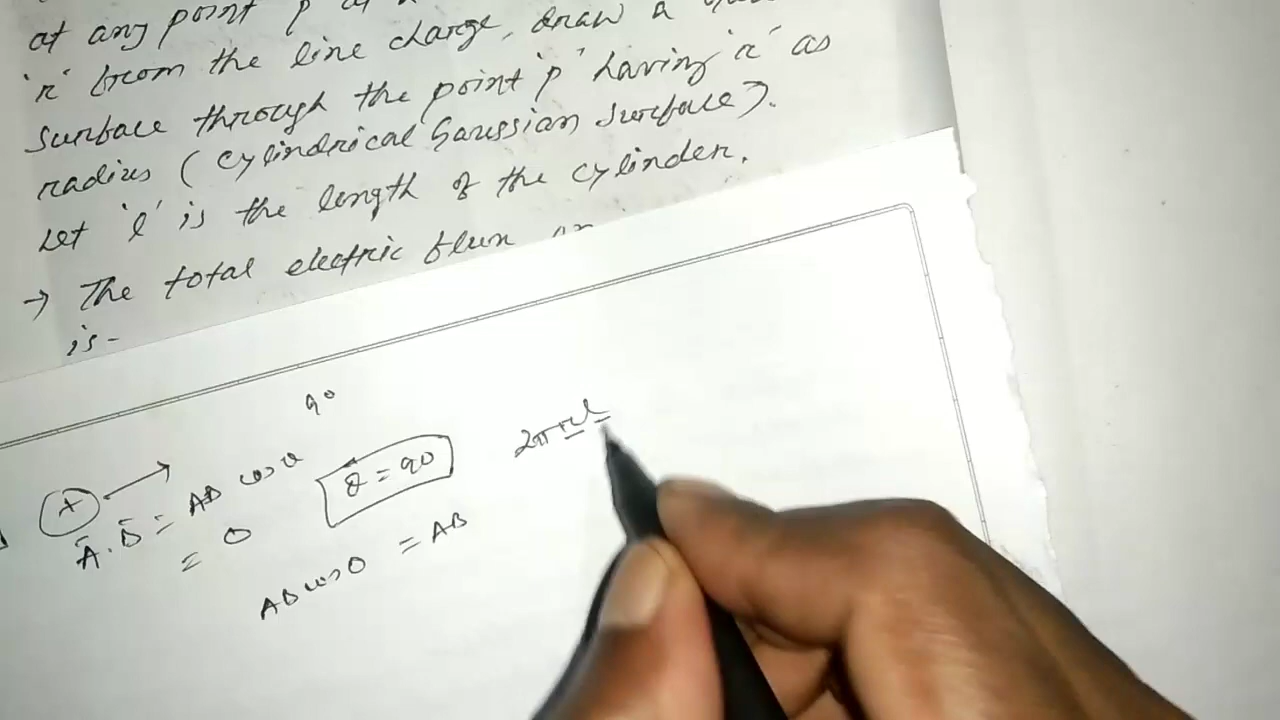 at any point 'p' at
'r' from the line charge, draw a
surface through the point 'p' having 'r' as
radius (cylindrical Gaussian surface).
Let 'l' is the length of the cylinder.
→ The total electric flux
is-
90
+
A.B = AB cos θ
= 0
θ = 90
AB cos 0 = AB
2πrl